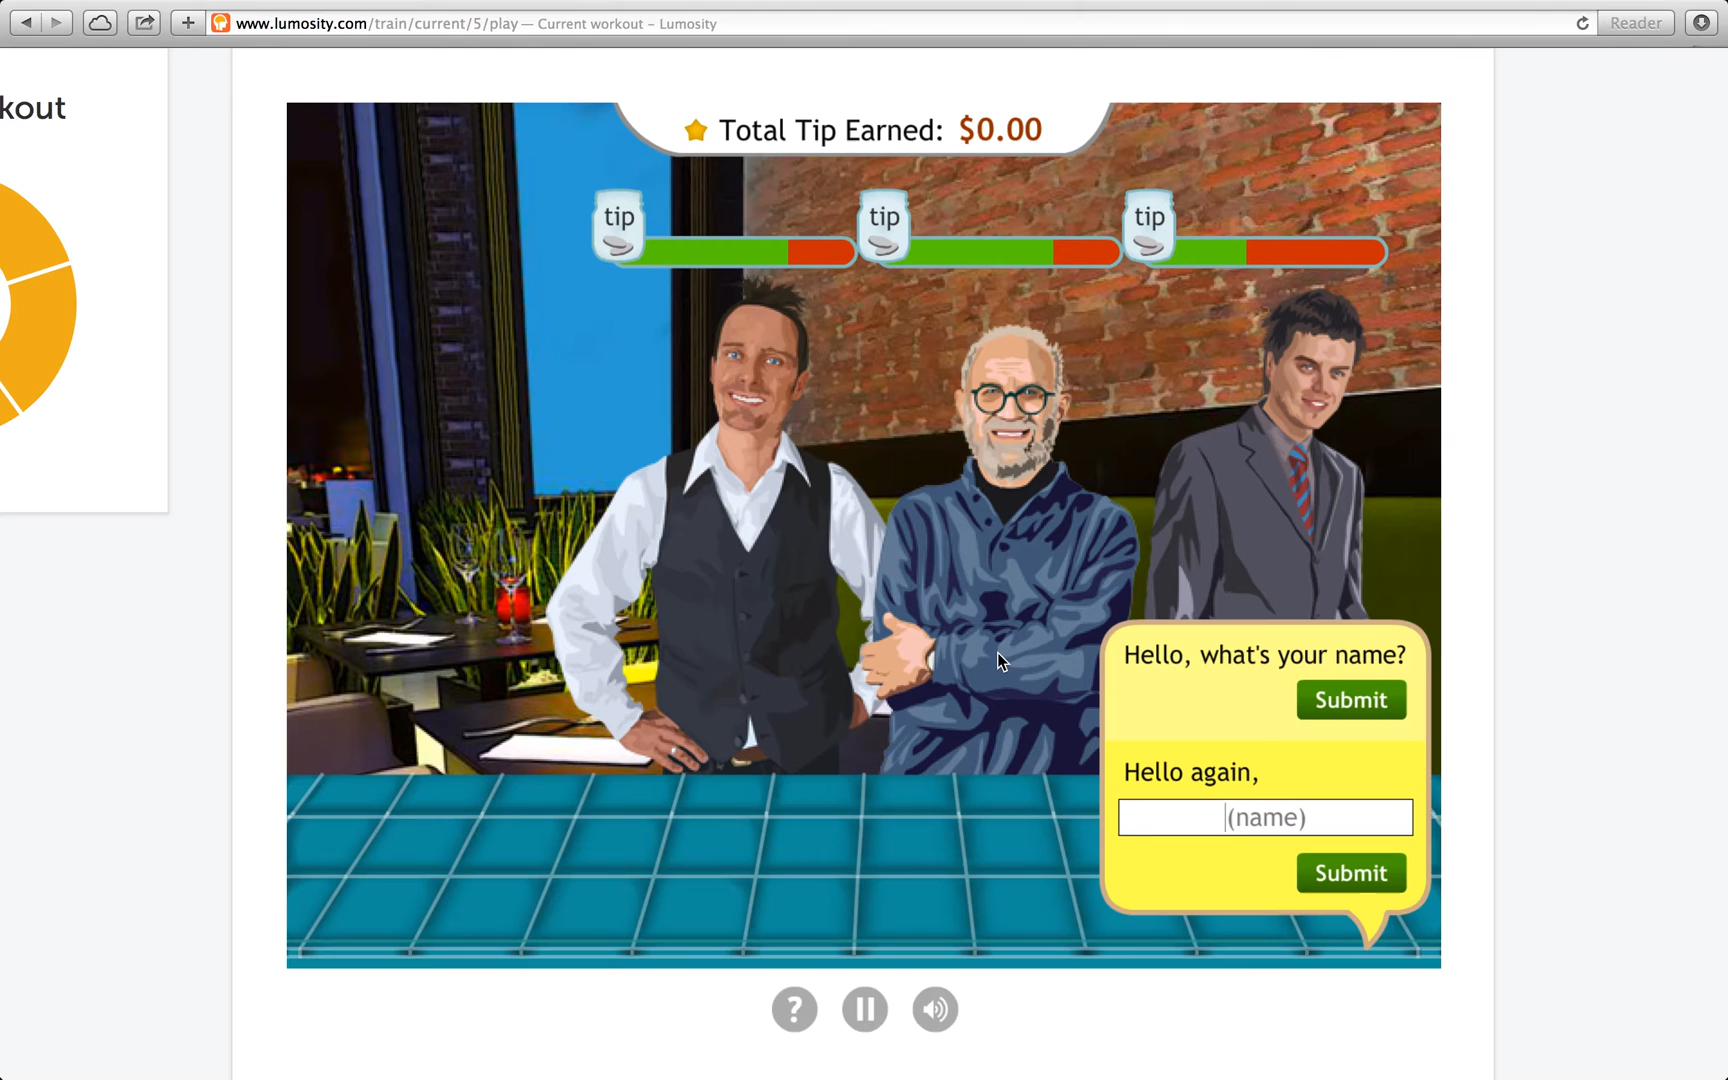 www.lumosity.com/train/current/5/play — Current workout – Lumosity
Reader
kout
Total Tip Earned: $0.00
tip
tip
tip
Hello, what's your name?
Submit
Hello again,
(name)
Submit
?